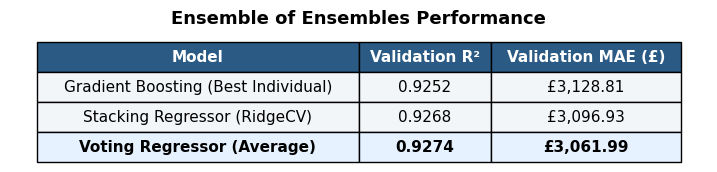 Ensemble of Ensembles Performance
Model Validation R² Validation MAE (£)
Gradient Boosting (Best Individual) 0.9252 £3,128.81
Stacking Regressor (RidgeCV) 0.9268 £3,096.93
Voting Regressor (Average) 0.9274 £3,061.99